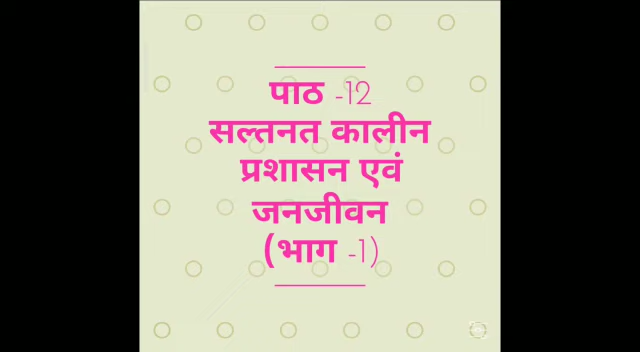 पाठ -12
सल्तनत कालीन
प्रशासन एवं
जनजीवन
(भाग -1)